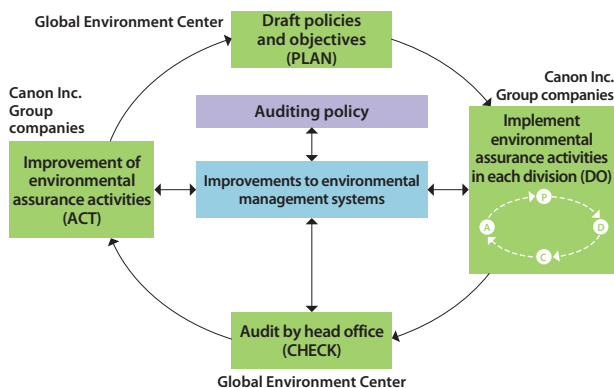 Global Environment Center
Draft policies
and objectives
(PLAN)
Canon Inc.
Group
companies
Canon Inc.
Group companies
Auditing policy
Improvement of
environmental
assurance activities
(ACT)
Improvements to environmental
management systems
Implement
environmental
assurance activities
in each division (DO)
P
A
D
C
Audit by head office
(CHECK)
Global Environment Center